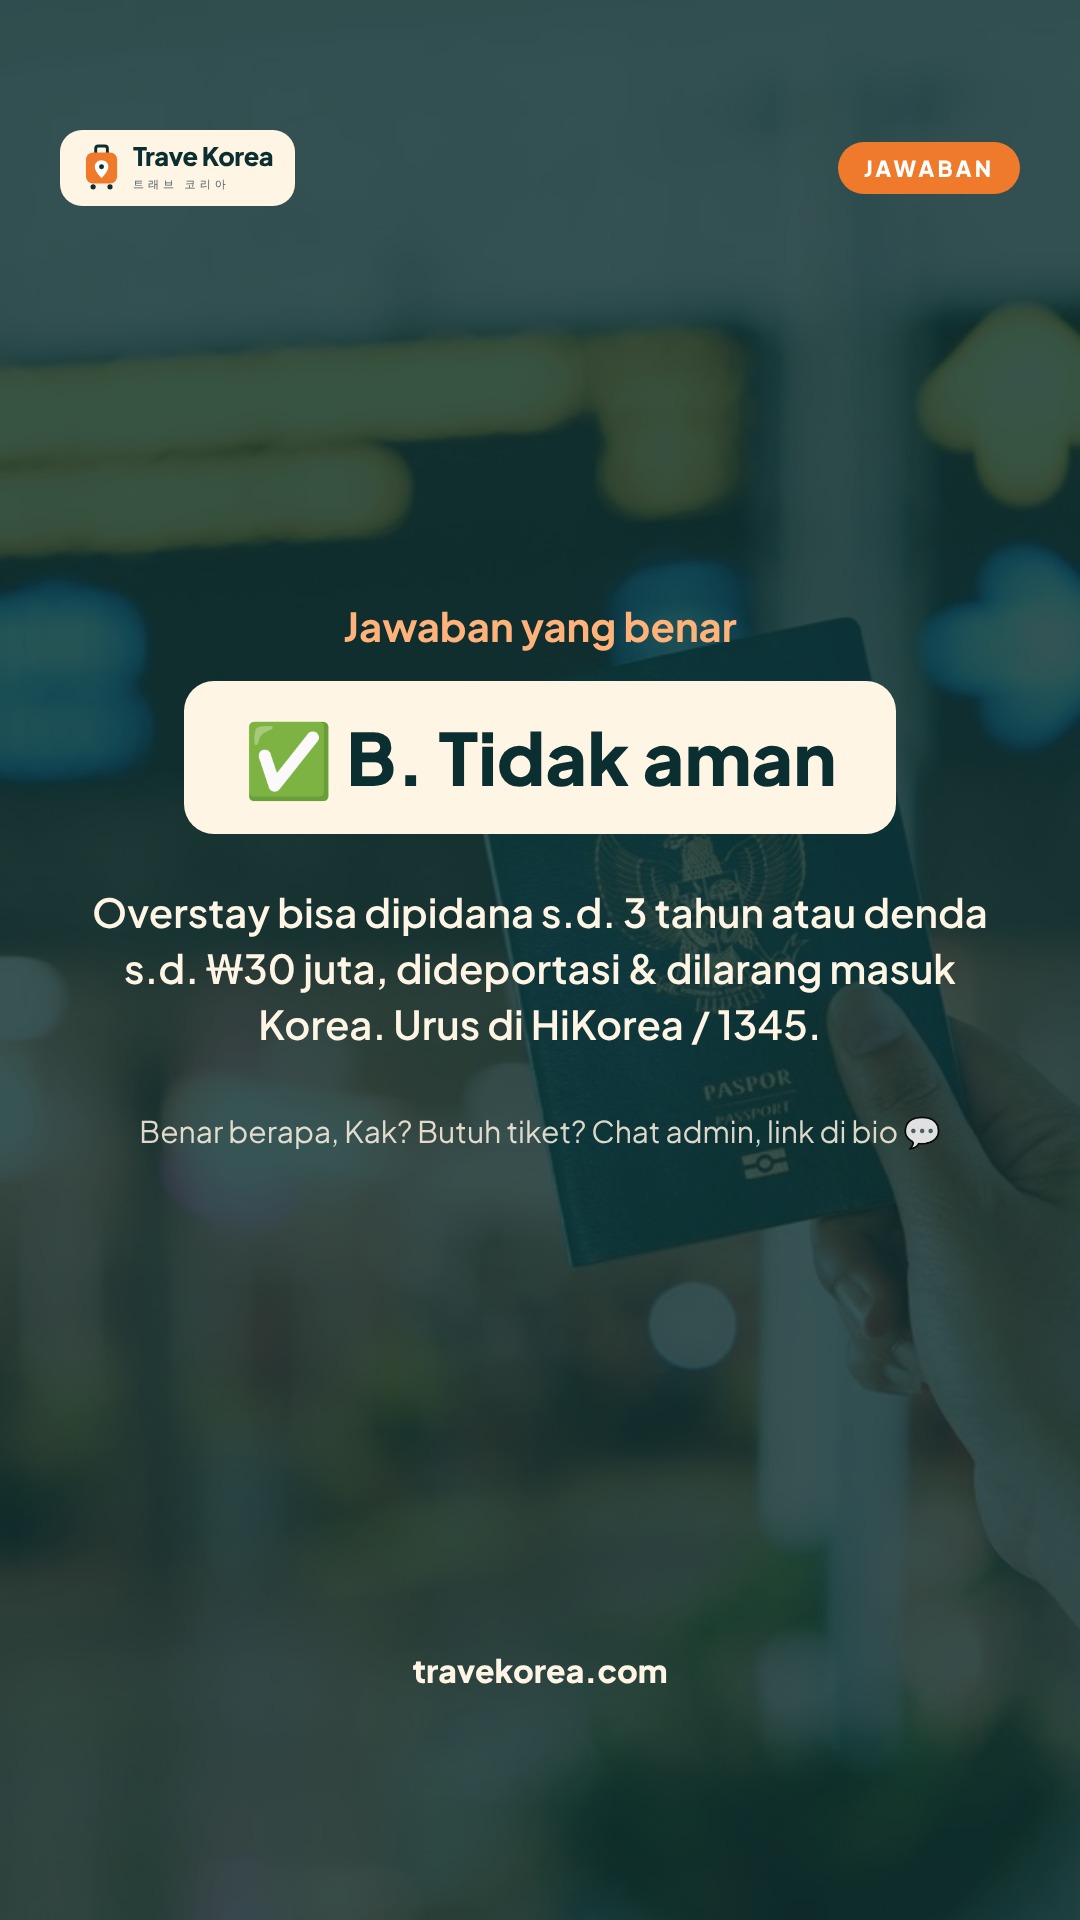 Trave Korea
트래브 코리아
JAWABAN
Jawaban yang benar
✅ B. Tidak aman
Overstay bisa dipidana s.d. 3 tahun atau denda
s.d. ₩30 juta, dideportasi & dilarang masuk
Korea. Urus di HiKorea / 1345.
PASPOR
PASSPORT
Benar berapa, Kak? Butuh tiket? Chat admin, link di bio 💬
travekorea.com